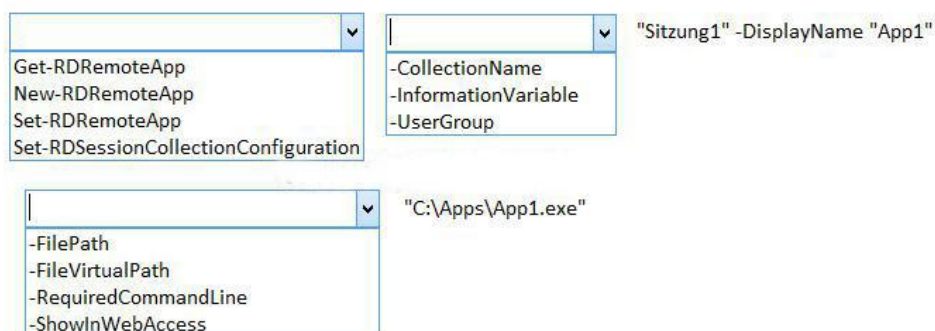 "Sitzung1" -DisplayName "App1"
Get-RDRemoteApp
New-RDRemoteApp
Set-RDRemoteApp
Set-RDSessionCollectionConfiguration
-CollectionName
-InformationVariable
-UserGroup
"C:\Apps\App1.exe"
-FilePath
-FileVirtualPath
-RequiredCommandLine
-ShowInWebAccess